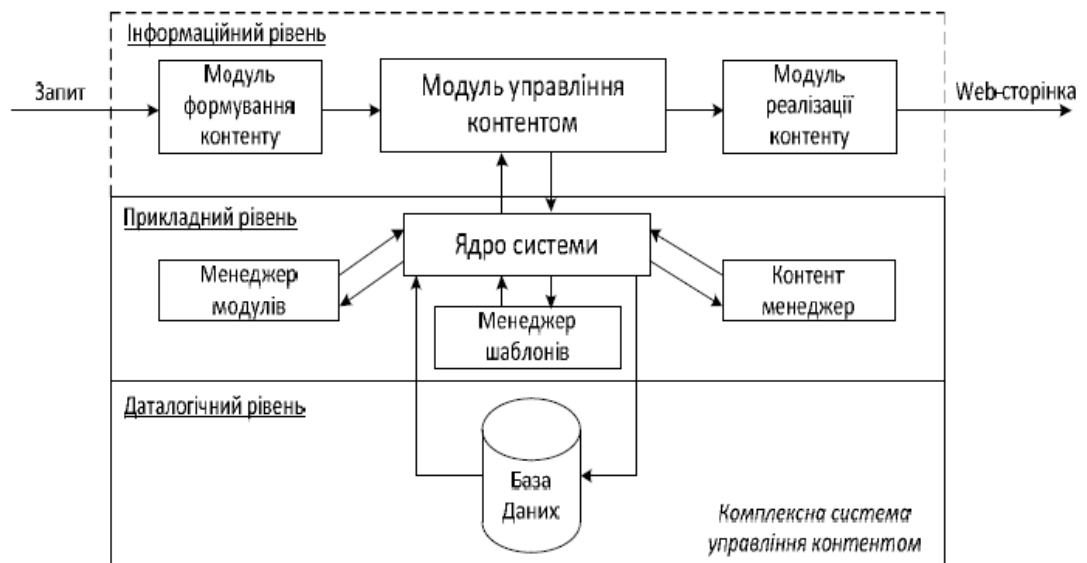 Інформаційний рівень
Запит
Модуль
формування
контенту
Модуль управління
контентом
Модуль
реалізації
контенту
Web-сторінка
Прикладний рівень
Ядро системи
Менеджер
модулів
Менеджер
шаблонів
Контент
менеджер
Даталогічний рівень
База
Даних
Комплексна система
управління контентом